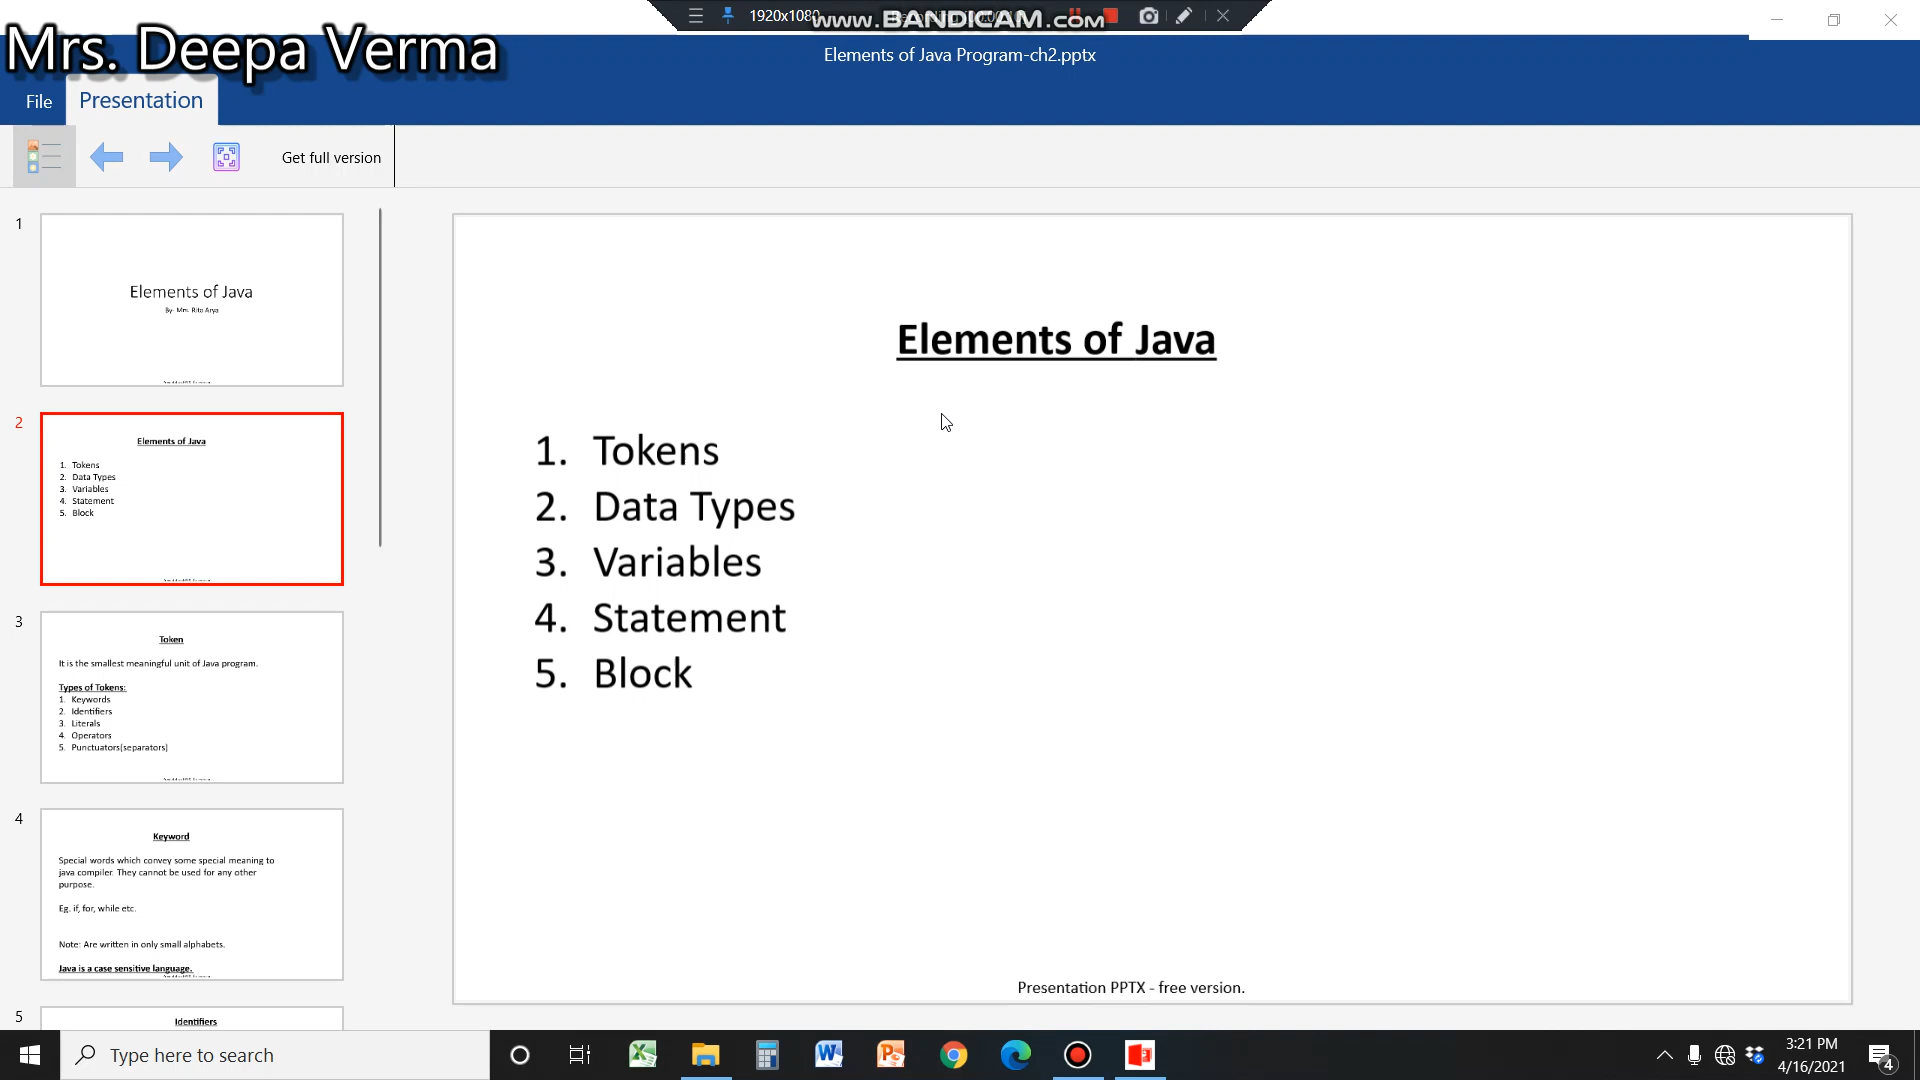 1920x1080
www.BANDICAM.com
Mrs. Deepa Verma
Elements of Java Program-ch2.pptx
File
Presentation
Get full version
1
Elements of Java
By- Mrs. Rita Arya
2
Elements of Java
1. Tokens
2. Data Types
3. Variables
4. Statement
5. Block
3
Token
It is the smallest meaningful unit of Java program.
Types of Tokens:
1. Keywords
2. Identifiers
3. Literals
4. Operators
5. Punctuators(separators)
4
Keyword
Special words which convey some special meaning to
java compiler. They cannot be used for any other
purpose.
Eg. if, for, while etc.
Note: Are written in only small alphabets.
Java is a case sensitive language.
5
Identifiers
Elements of Java
1. Tokens
2. Data Types
3. Variables
4. Statement
5. Block
Presentation PPTX - free version.
Type here to search
3:21 PM
4/16/2021
4